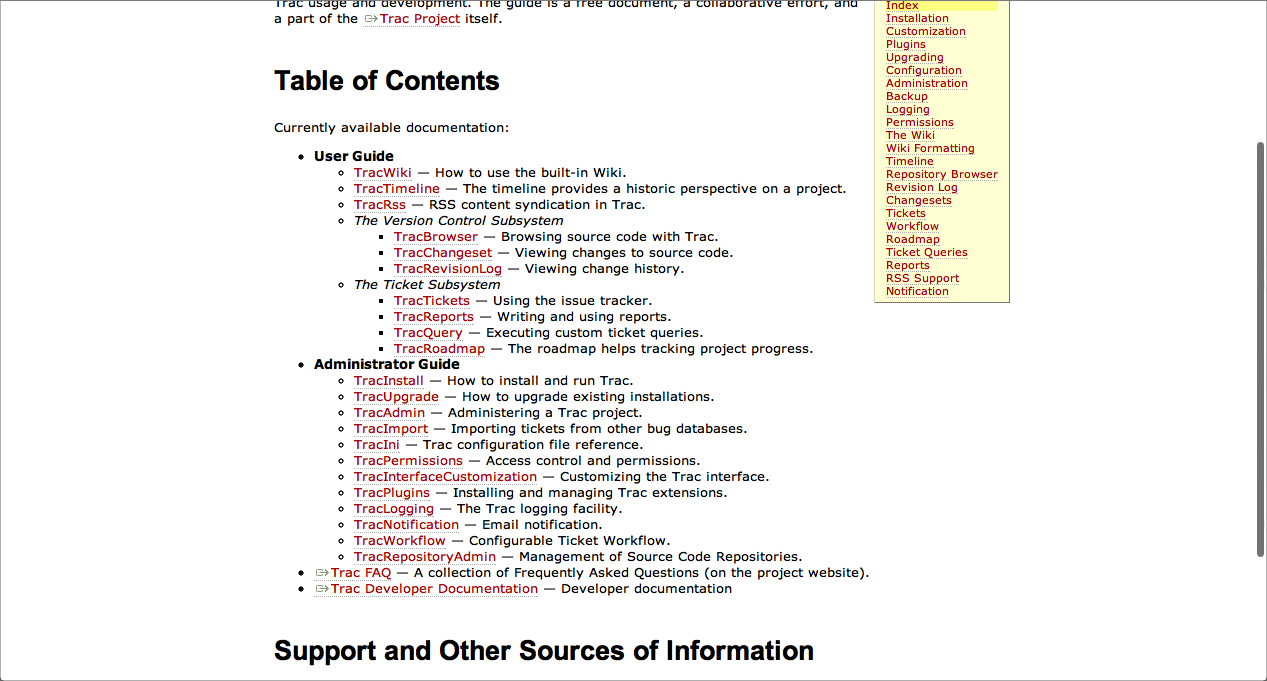 Trac usage and development. The guide is a free document, a collaborative effort, and
a part of the Trac Project itself.
Table of Contents
Currently available documentation:
User Guide
TracWiki — How to use the built-in Wiki.
TracTimeline — The timeline provides a historic perspective on a project.
TracRss — RSS content syndication in Trac.
The Version Control Subsystem
TracBrowser — Browsing source code with Trac.
TracChangeset — Viewing changes to source code.
TracRevisionLog — Viewing change history.
The Ticket Subsystem
TracTickets — Using the issue tracker.
TracReports — Writing and using reports.
TracQuery — Executing custom ticket queries.
TracRoadmap — The roadmap helps tracking project progress.
Administrator Guide
TracInstall — How to install and run Trac.
TracUpgrade — How to upgrade existing installations.
TracAdmin — Administering a Trac project.
TracImport — Importing tickets from other bug databases.
TracIni — Trac configuration file reference.
TracPermissions — Access control and permissions.
TracInterfaceCustomization — Customizing the Trac interface.
TracPlugins — Installing and managing Trac extensions.
TracLogging — The Trac logging facility.
TracNotification — Email notification.
TracWorkflow — Configurable Ticket Workflow.
TracRepositoryAdmin — Management of Source Code Repositories.
Trac FAQ — A collection of Frequently Asked Questions (on the project website).
Trac Developer Documentation — Developer documentation
Support and Other Sources of Information
Index
Installation
Customization
Plugins
Upgrading
Configuration
Administration
Backup
Logging
Permissions
The Wiki
Wiki Formatting
Timeline
Repository Browser
Revision Log
Changesets
Tickets
Workflow
Roadmap
Ticket Queries
Reports
RSS Support
Notification